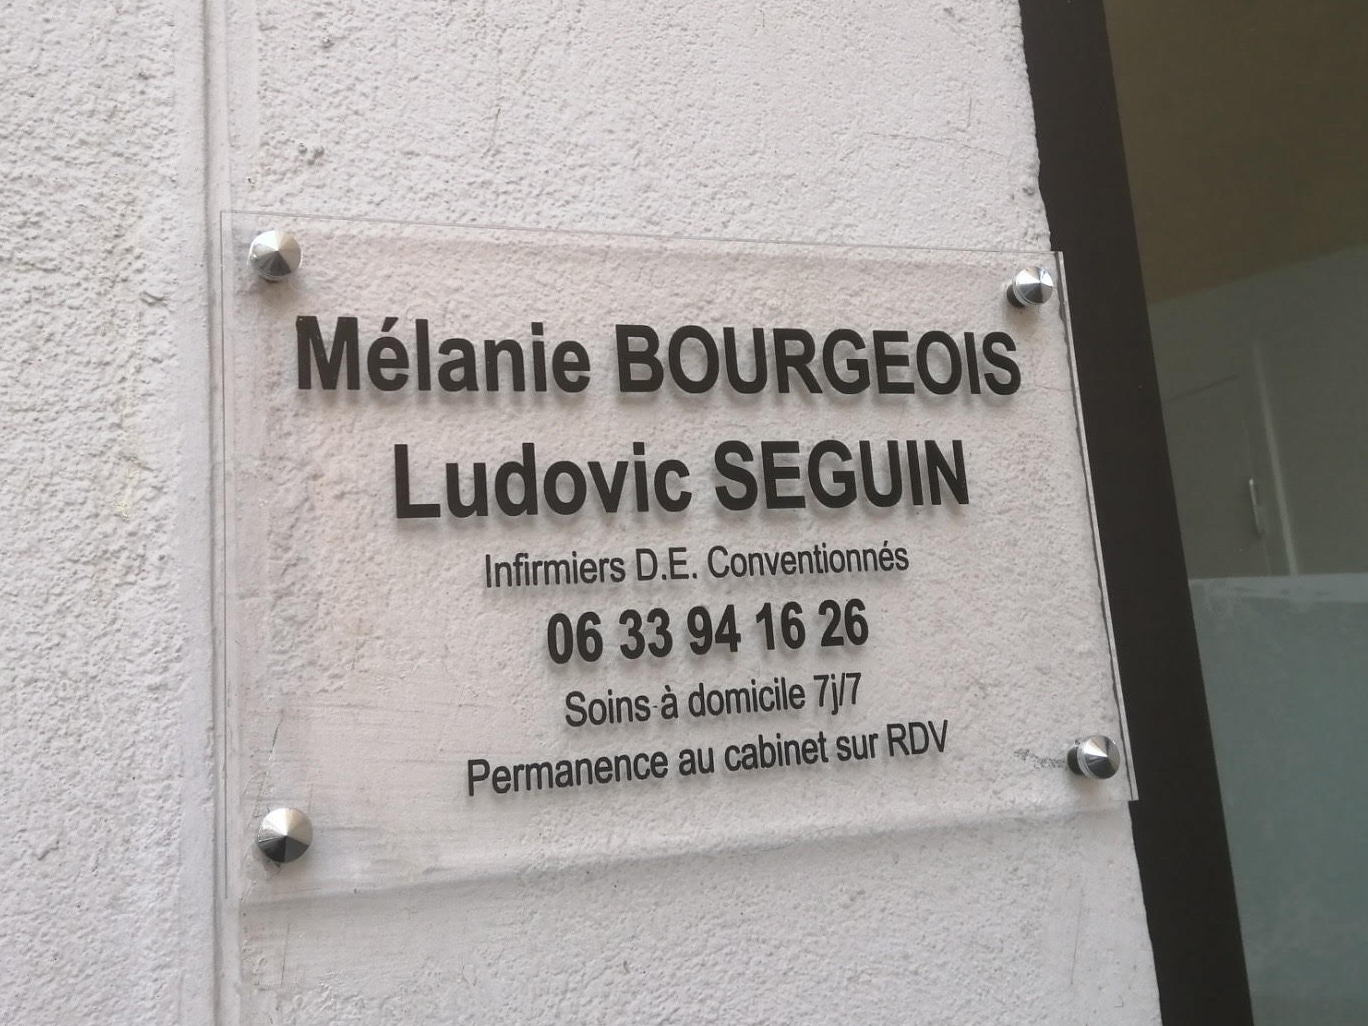 Mélanie BOURGEOIS
Ludovic SEGUIN
Infirmiers D.E. Conventionnés
06 33 94 16 26
Soins à domicile 7j/7
Permanence au cabinet sur RDV